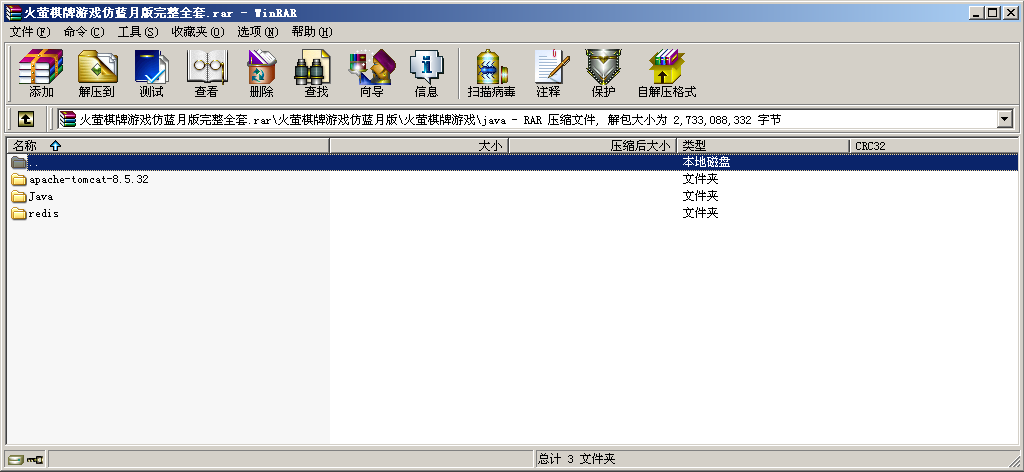 火萤棋牌游戏仿蓝月版完整全套.rar - WinRAR
文件(F) 命令(C) 工具(S) 收藏夹(O) 选项(N) 帮助(H)
添加 解压到 测试 查看 删除 查找 向导 信息 扫描病毒 注释 保护 自解压格式
火萤棋牌游戏仿蓝月版完整全套.rar\火萤棋牌游戏仿蓝月版\火萤棋牌游戏\java - RAR 压缩文件, 解包大小为 2,733,088,332 字节
名称 大小 压缩后大小 类型 CRC32
.. 本地磁盘
apache-tomcat-8.5.32 文件夹
Java 文件夹
redis 文件夹
总计 3 文件夹